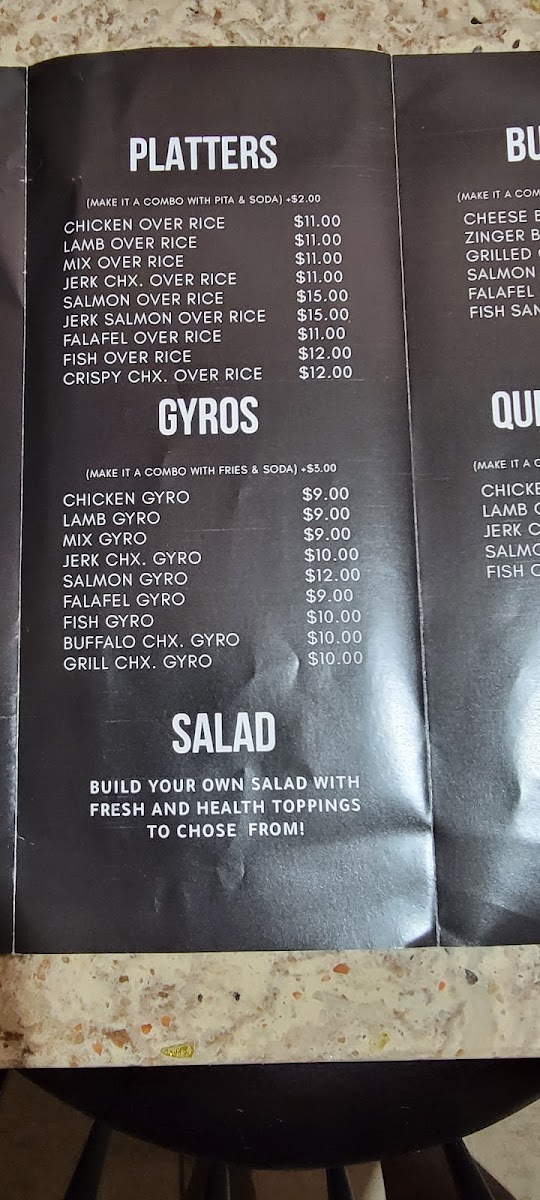 PLATTERS
(MAKE IT A COMBO WITH PITA & SODA) +$2.00
CHICKEN OVER RICE $11.00
LAMB OVER RICE $11.00
MIX OVER RICE $11.00
JERK CHX. OVER RICE $11.00
SALMON OVER RICE $15.00
JERK SALMON OVER RICE $15.00
FALAFEL OVER RICE $11.00
FISH OVER RICE $12.00
CRISPY CHX. OVER RICE $12.00
GYROS
(MAKE IT A COMBO WITH FRIES & SODA) +$3.00
CHICKEN GYRO $9.00
LAMB GYRO $9.00
MIX GYRO $9.00
JERK CHX. GYRO $10.00
SALMON GYRO $12.00
FALAFEL GYRO $9.00
FISH GYRO $10.00
BUFFALO CHX. GYRO $10.00
GRILL CHX. GYRO $10.00
SALAD
BUILD YOUR OWN SALAD WITH
FRESH AND HEALTH TOPPINGS
TO CHOSE FROM!
BU
(MAKE IT A COM
CHEESE B
ZINGER B
GRILLED
SALMON
FALAFEL
FISH SAN
QU
(MAKE IT A C
CHICKE
LAMB
JERK C
SALMO
FISH